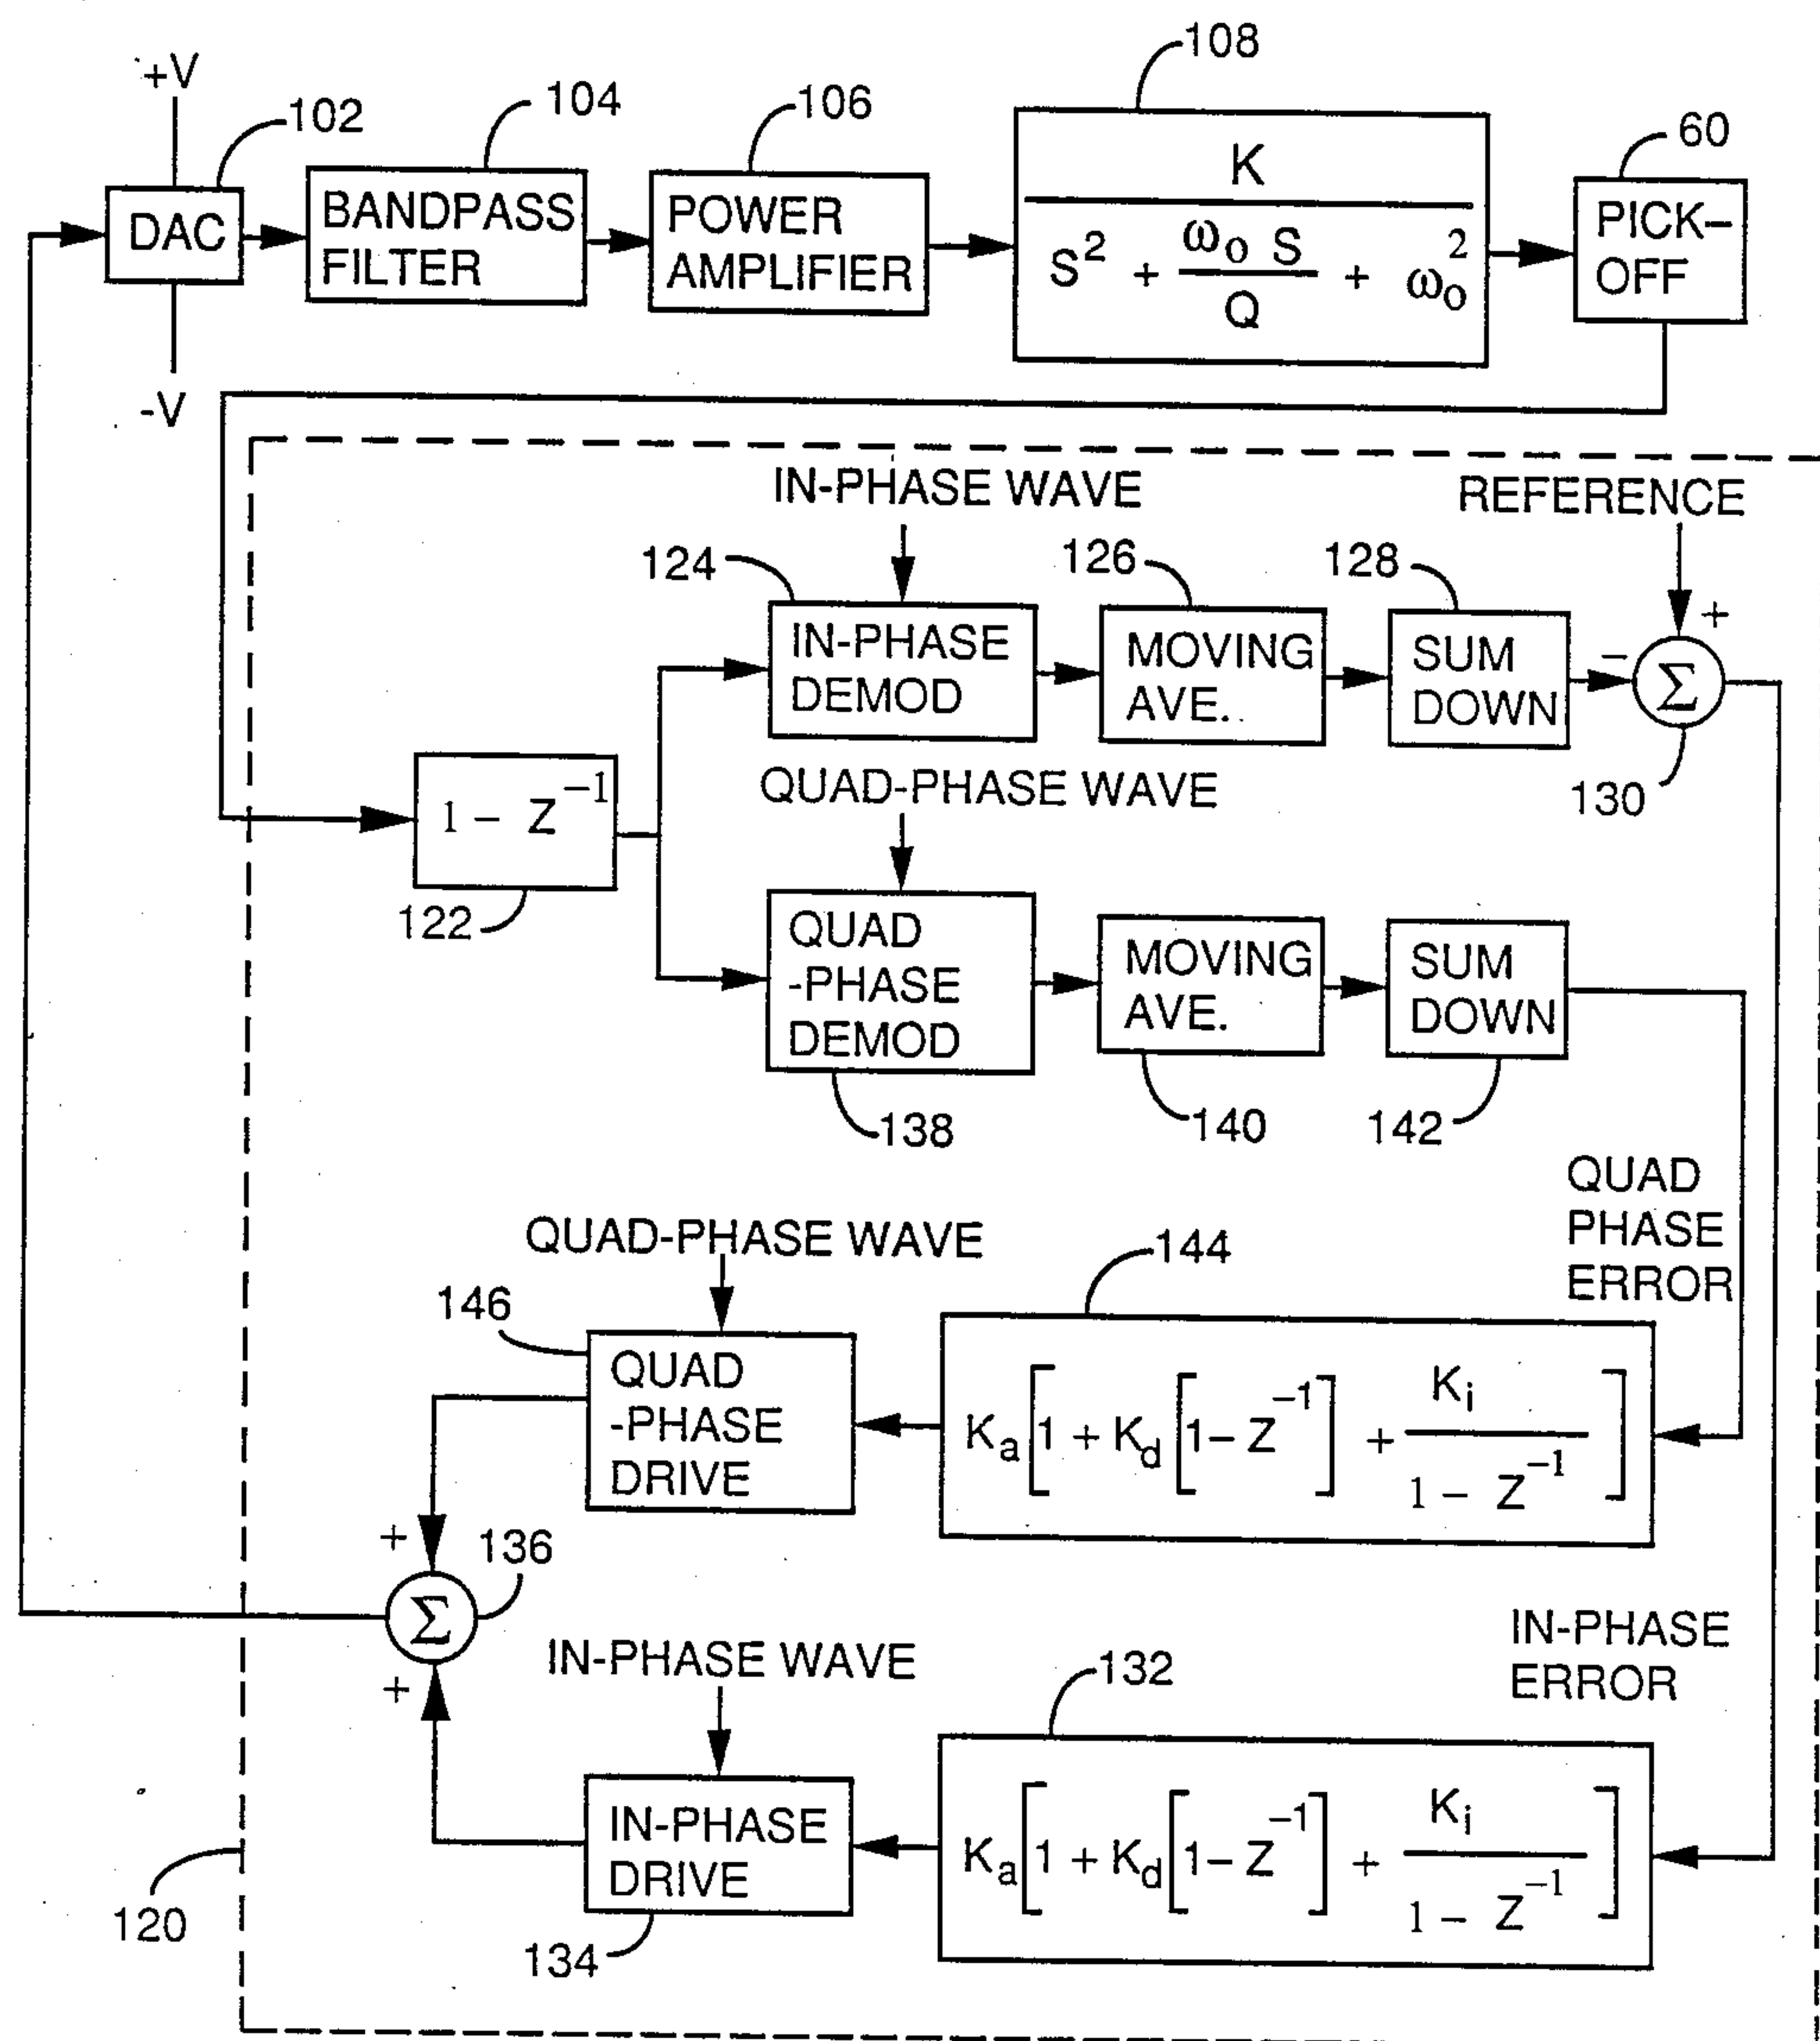 108
+V
102
104
106
60
DAC
BANDPASS
FILTER
POWER
AMPLIFIER
K
S² + ω₀ S / Q + ω₀²
PICK-
OFF
-V
IN-PHASE WAVE
REFERENCE
124
126
128
+
IN-PHASE
DEMOD
MOVING
AVE.
SUM
DOWN
-
Σ
130
QUAD-PHASE WAVE
1 - Z⁻¹
122
QUAD
-PHASE
DEMOD
MOVING
AVE.
SUM
DOWN
138
140
142
QUAD
PHASE
ERROR
QUAD-PHASE WAVE
144
146
QUAD
-PHASE
DRIVE
Kₐ[1 + K_d[1- Z⁻¹] + Kᵢ / 1 - Z⁻¹]
+
136
Σ
+
IN-PHASE WAVE
IN-PHASE
ERROR
132
IN-PHASE
DRIVE
Kₐ[1 + K_d[1- Z⁻¹] + Kᵢ / 1 - Z⁻¹]
120
134